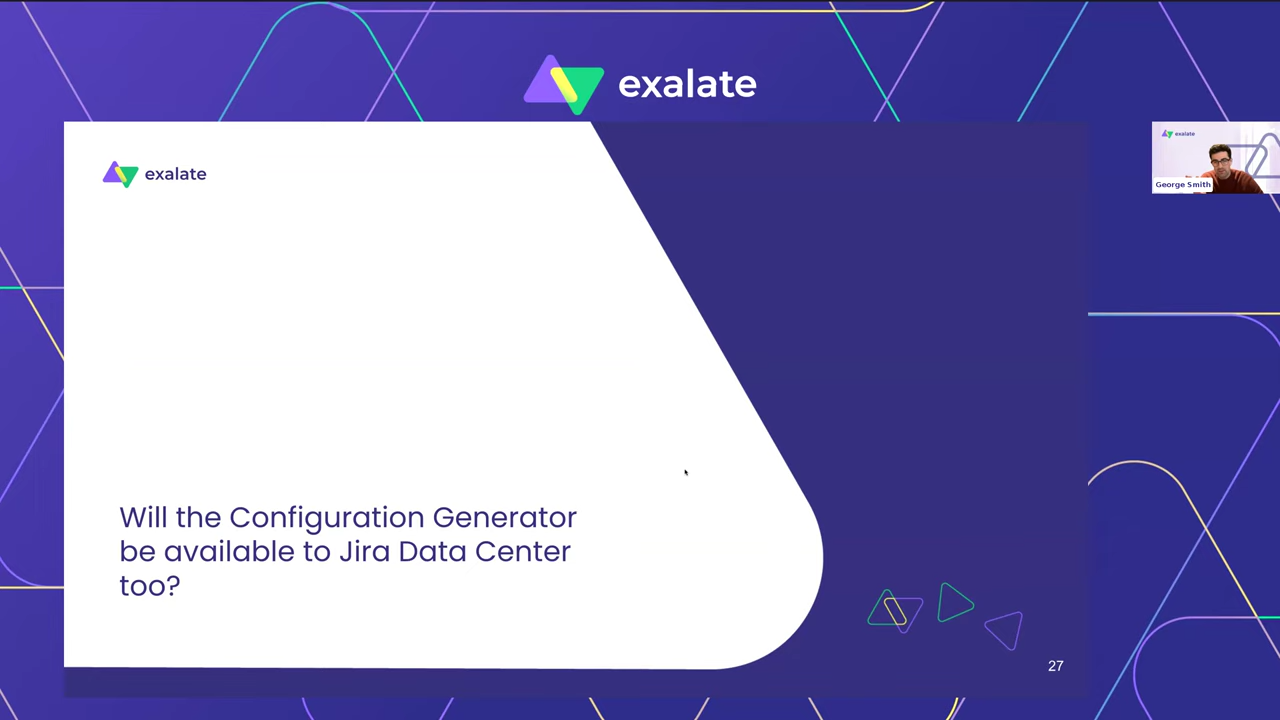 exalate
exalate
exalate
George Smith
Will the Configuration Generator
be available to Jira Data Center
too?
27